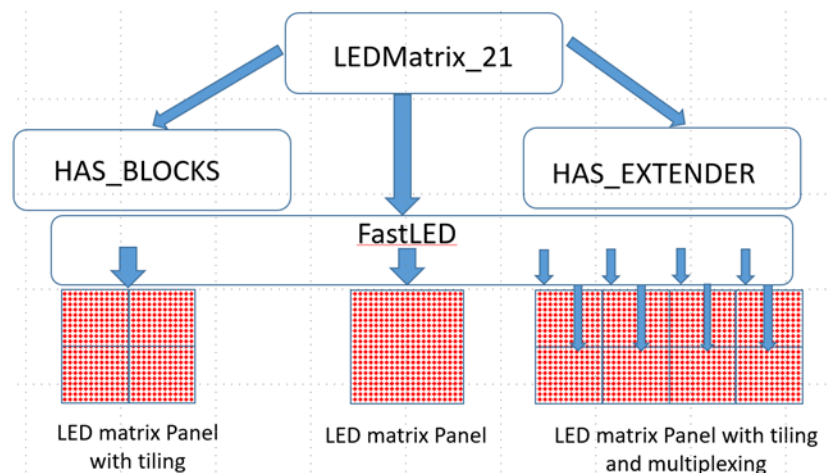 LEDMatrix_21
HAS_BLOCKS
HAS_EXTENDER
FastLED
LED matrix Panel
with tiling
LED matrix Panel
LED matrix Panel with tiling
and multiplexing